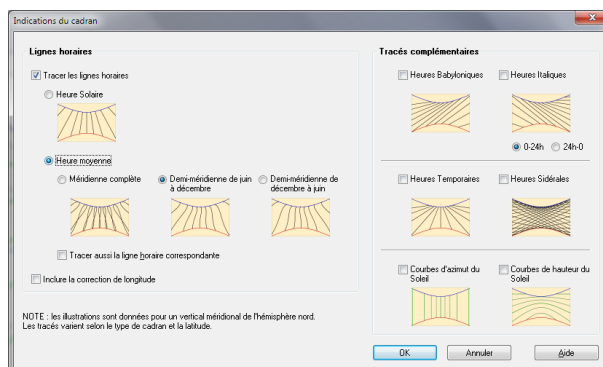 Indications du cadran
Lignes horaires
Tracer les lignes horaires
Heure Solaire
Heure moyenne
Méridienne complète
Demi-méridienne de juin
à décembre
Demi-méridienne de
décembre à juin
Tracer aussi la ligne horaire correspondante
Inclure la correction de longitude
NOTE : les illustrations sont données pour un vertical méridional de l'hémisphère nord.
Les tracés varient selon le type de cadran et la latitude.
Tracés complémentaires
Heures Babyloniques
Heures Italiques
0-24h
24h-0
Heures Temporaires
Heures Sidérales
Courbes d'azimut du
Soleil
Courbes de hauteur du
Soleil
OK
Annuler
Aide